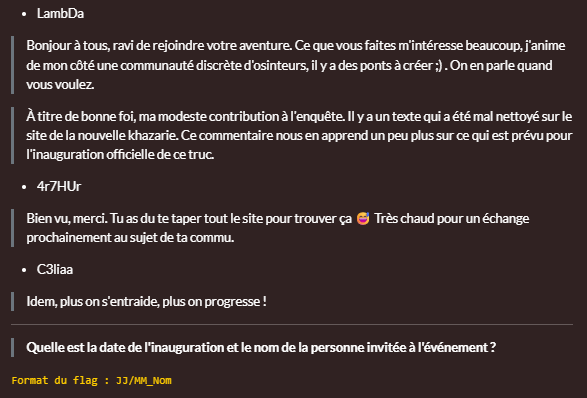 LambDa
Bonjour à tous, ravi de rejoindre votre aventure. Ce que vous faites m'intéresse beaucoup, j'anime
de mon côté une communauté discrète d'osinteurs, il y a des ponts à créer ;) . On en parle quand
vous voulez.
À titre de bonne foi, ma modeste contribution à l'enquête. Il y a un texte qui a été mal nettoyé sur le
site de la nouvelle khazarie. Ce commentaire nous en apprend un peu plus sur ce qui est prévu pour
l'inauguration officielle de ce truc.
4r7HUr
Bien vu, merci. Tu as du te taper tout le site pour trouver ça 😅 Très chaud pour un échange
prochainement au sujet de ta commu.
C3liaa
Idem, plus on s'entraide, plus on progresse !
Quelle est la date de l'inauguration et le nom de la personne invitée à l'événement ?
Format du flag : JJ/MM_Nom